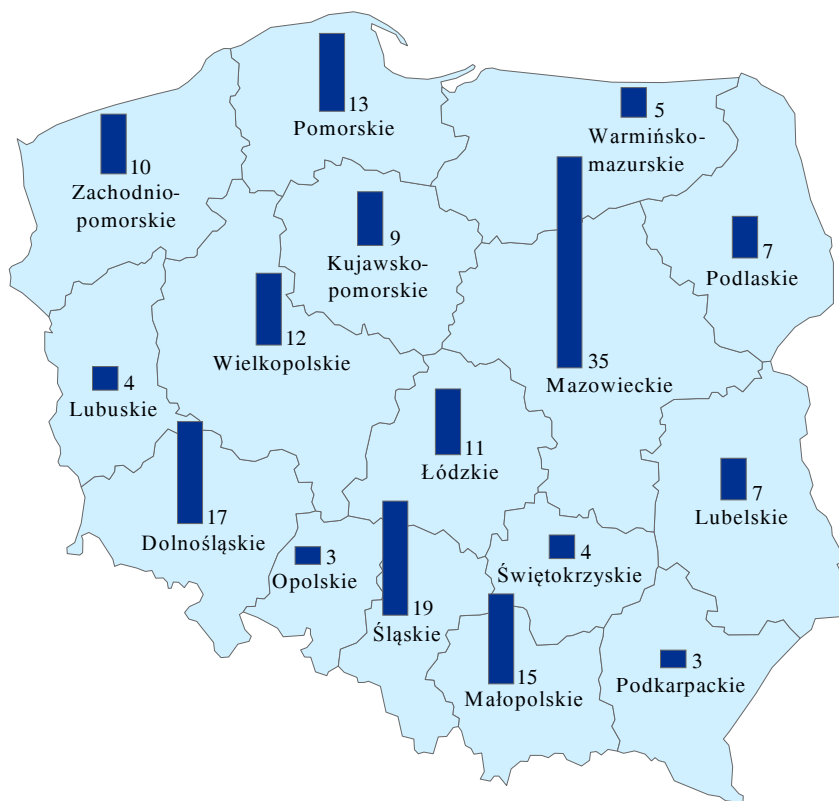 13
Pomorskie
5
Warmińsko-
mazurskie
10
Zachodnio-
pomorskie
9
Kujawsko-
pomorskie
7
Podlaskie
12
Wielkopolskie
35
Mazowieckie
4
Lubuskie
11
Łódzkie
7
Lubelskie
17
Dolnośląskie
3
Opolskie
4
Świętokrzyskie
19
Śląskie
15
Małopolskie
3
Podkarpackie